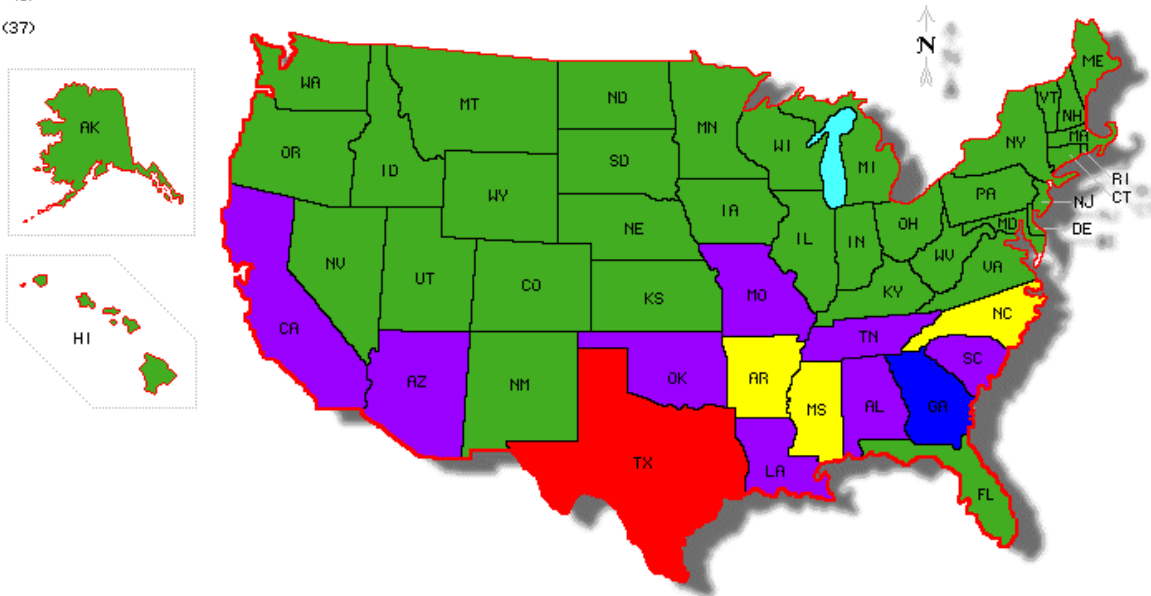 (37)
N
AK
HI
WA
OR
CA
ID
NV
MT
WY
UT
AZ
CO
NM
ND
SD
NE
KS
OK
TX
MN
IA
MO
AR
LA
WI
IL
MS
MI
IN
KY
TN
AL
OH
WV
GA
FL
SC
NC
VA
MD
PA
NY
VT
NH
ME
MA
RI
CT
NJ
DE